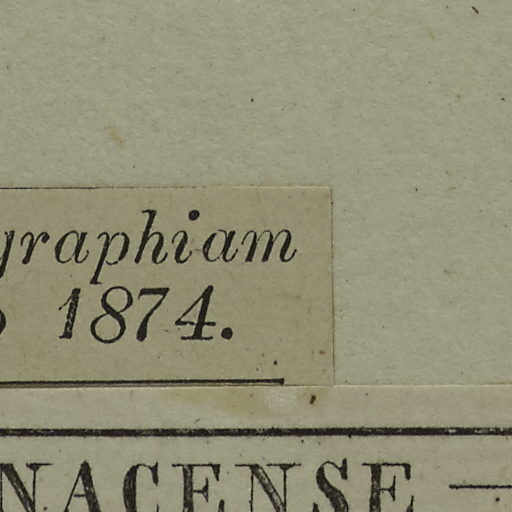 graphiam
1874.
NACENSE —